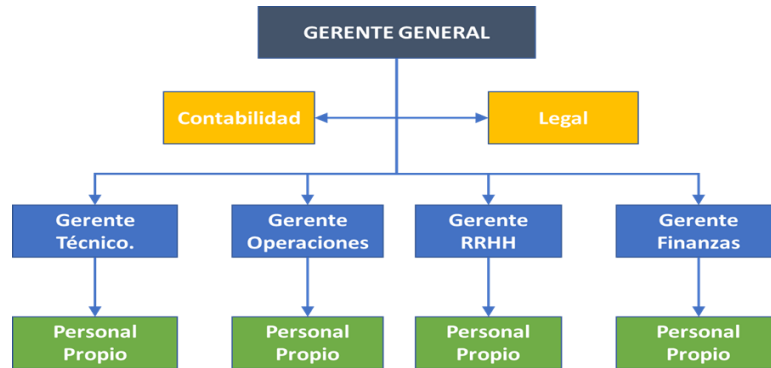 GERENTE GENERAL
Contabilidad
Legal
Gerente
Técnico.
Gerente
Operaciones
Gerente
RRHH
Gerente
Finanzas
Personal
Propio
Personal
Propio
Personal
Propio
Personal
Propio